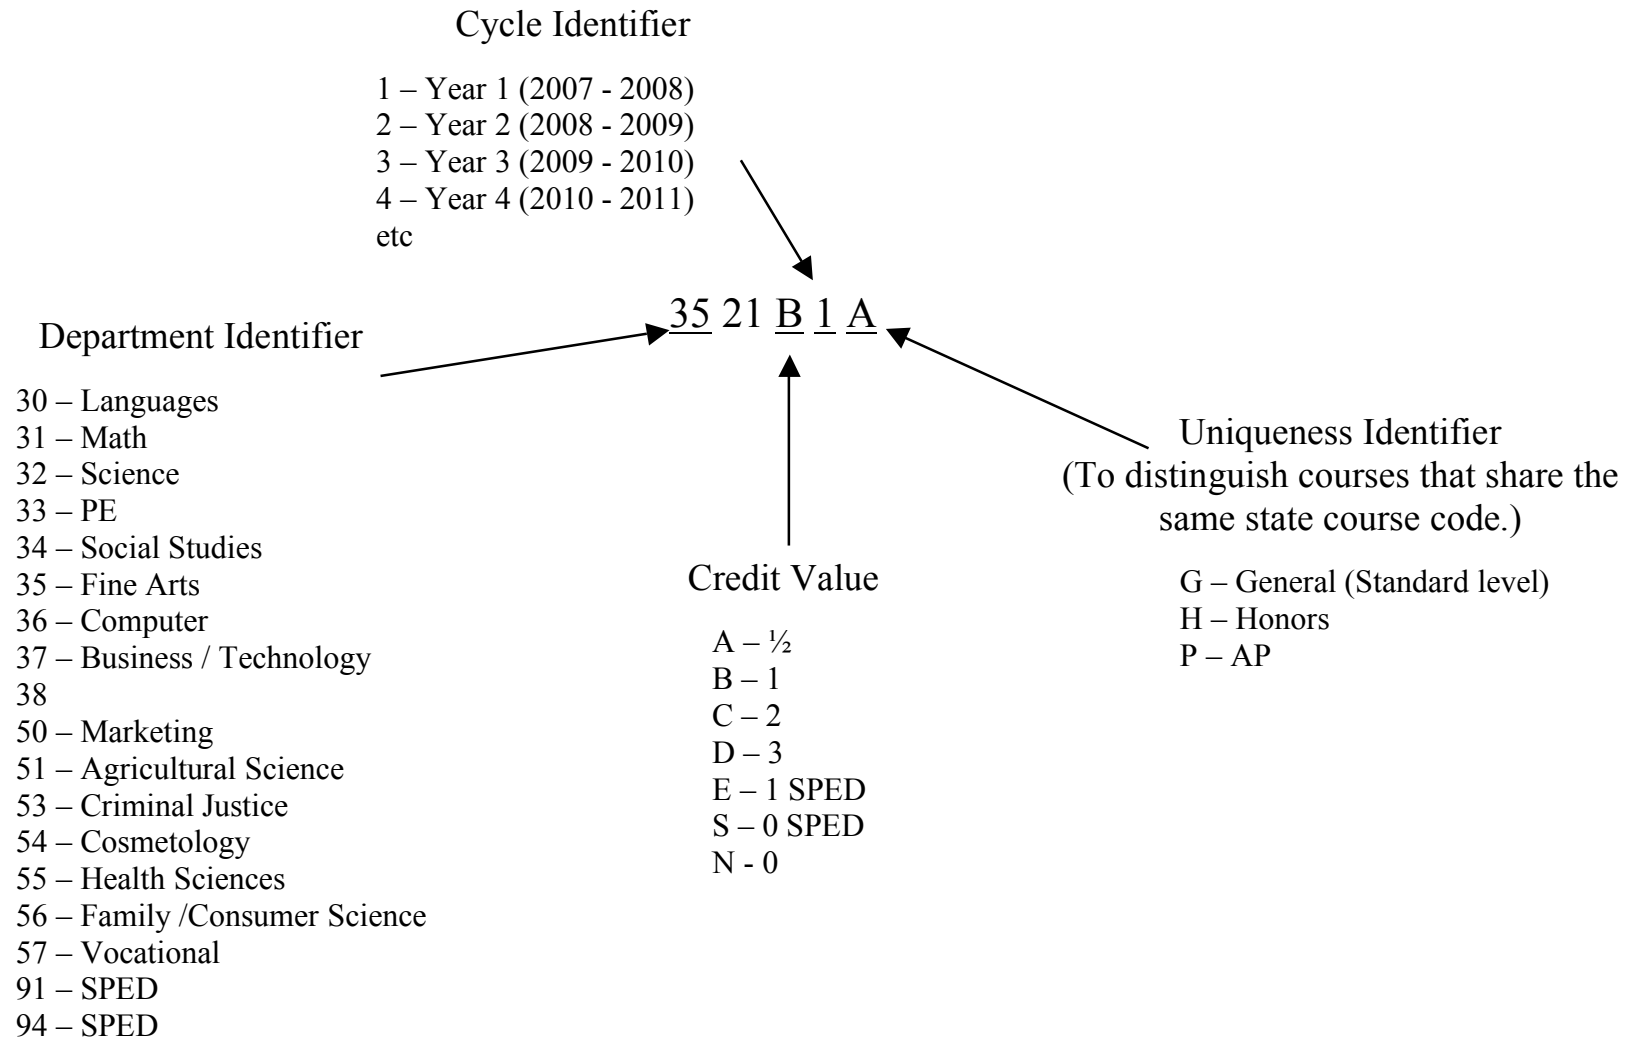 Cycle Identifier
1 – Year 1 (2007 - 2008)
2 – Year 2 (2008 - 2009)
3 – Year 3 (2009 - 2010)
4 – Year 4 (2010 - 2011)
etc
35 21 B 1 A
Department Identifier
30 – Languages
31 – Math
32 – Science
33 – PE
34 – Social Studies
35 – Fine Arts
36 – Computer
37 – Business / Technology
38
50 – Marketing
51 – Agricultural Science
53 – Criminal Justice
54 – Cosmetology
55 – Health Sciences
56 – Family /Consumer Science
57 – Vocational
91 – SPED
94 – SPED
Credit Value
A – ½
B – 1
C – 2
D – 3
E – 1 SPED
S – 0 SPED
N - 0
Uniqueness Identifier
(To distinguish courses that share the
same state course code.)
G – General (Standard level)
H – Honors
P – AP